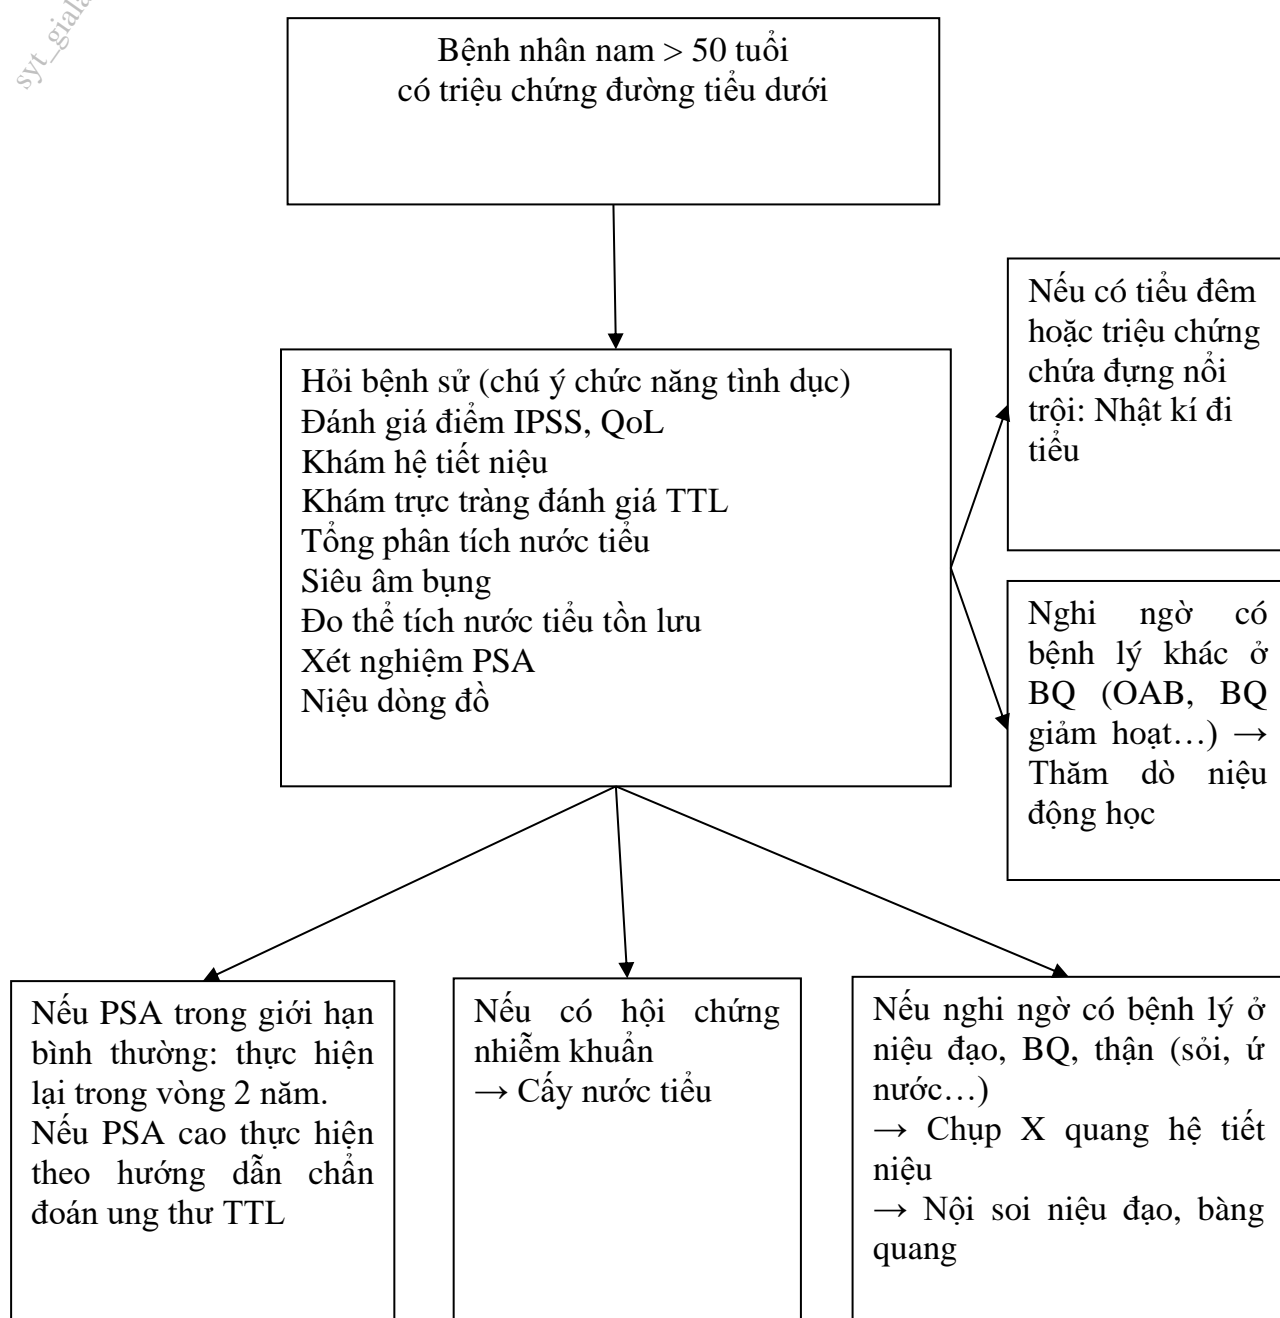 Bệnh nhân nam > 50 tuổi
có triệu chứng đường tiểu dưới
Nếu có tiểu đêm
hoặc triệu chứng
chứa đựng nổi
trội: Nhật kí đi
tiểu
Hỏi bệnh sử (chú ý chức năng tình dục)
Đánh giá điểm IPSS, QoL
Khám hệ tiết niệu
Khám trực tràng đánh giá TTL
Tổng phân tích nước tiểu
Siêu âm bụng
Đo thể tích nước tiểu tồn lưu
Xét nghiệm PSA
Niệu dòng đồ
Nghi ngờ có
bệnh lý khác ở
BQ (OAB, BQ
giảm hoạt…) →
Thăm dò niệu
động học
Nếu PSA trong giới hạn
bình thường: thực hiện
lại trong vòng 2 năm.
Nếu PSA cao thực hiện
theo hướng dẫn chẩn
đoán ung thư TTL
Nếu có hội chứng
nhiễm khuẩn
→ Cấy nước tiểu
Nếu nghi ngờ có bệnh lý ở
niệu đạo, BQ, thận (sỏi, ứ
nước…)
→ Chụp X quang hệ tiết
niệu
→ Nội soi niệu đạo, bàng
quang